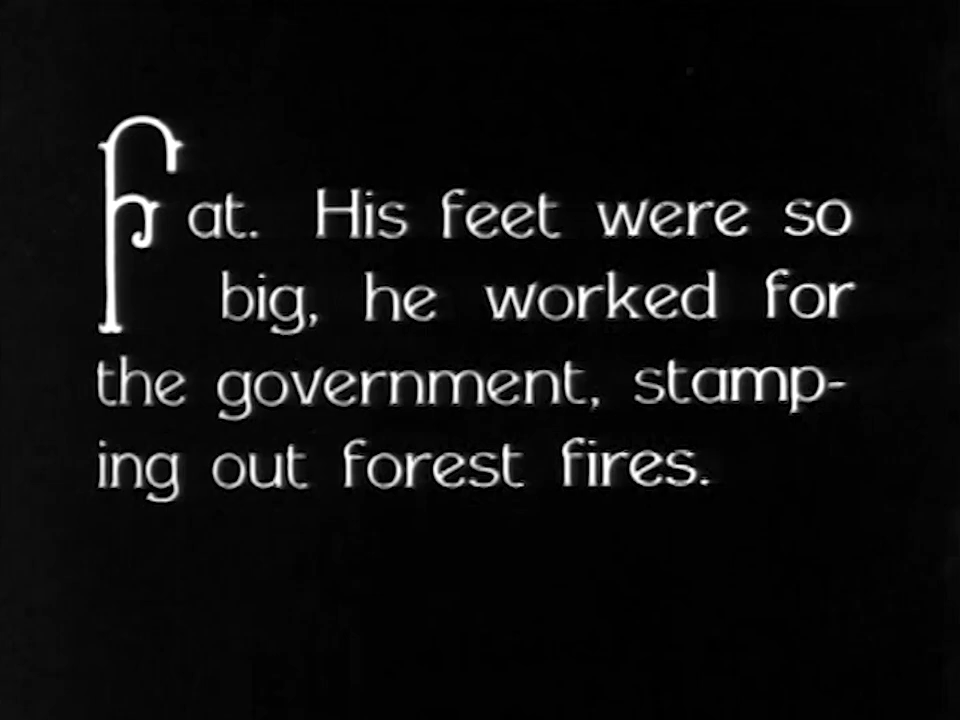 Fat. His feet were so
big, he worked for
the government, stamp-
ing out forest fires.